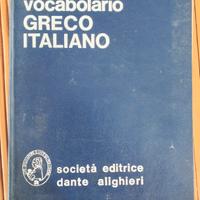 vocabolario
GRECO
ITALIANO
società editrice
dante alighieri